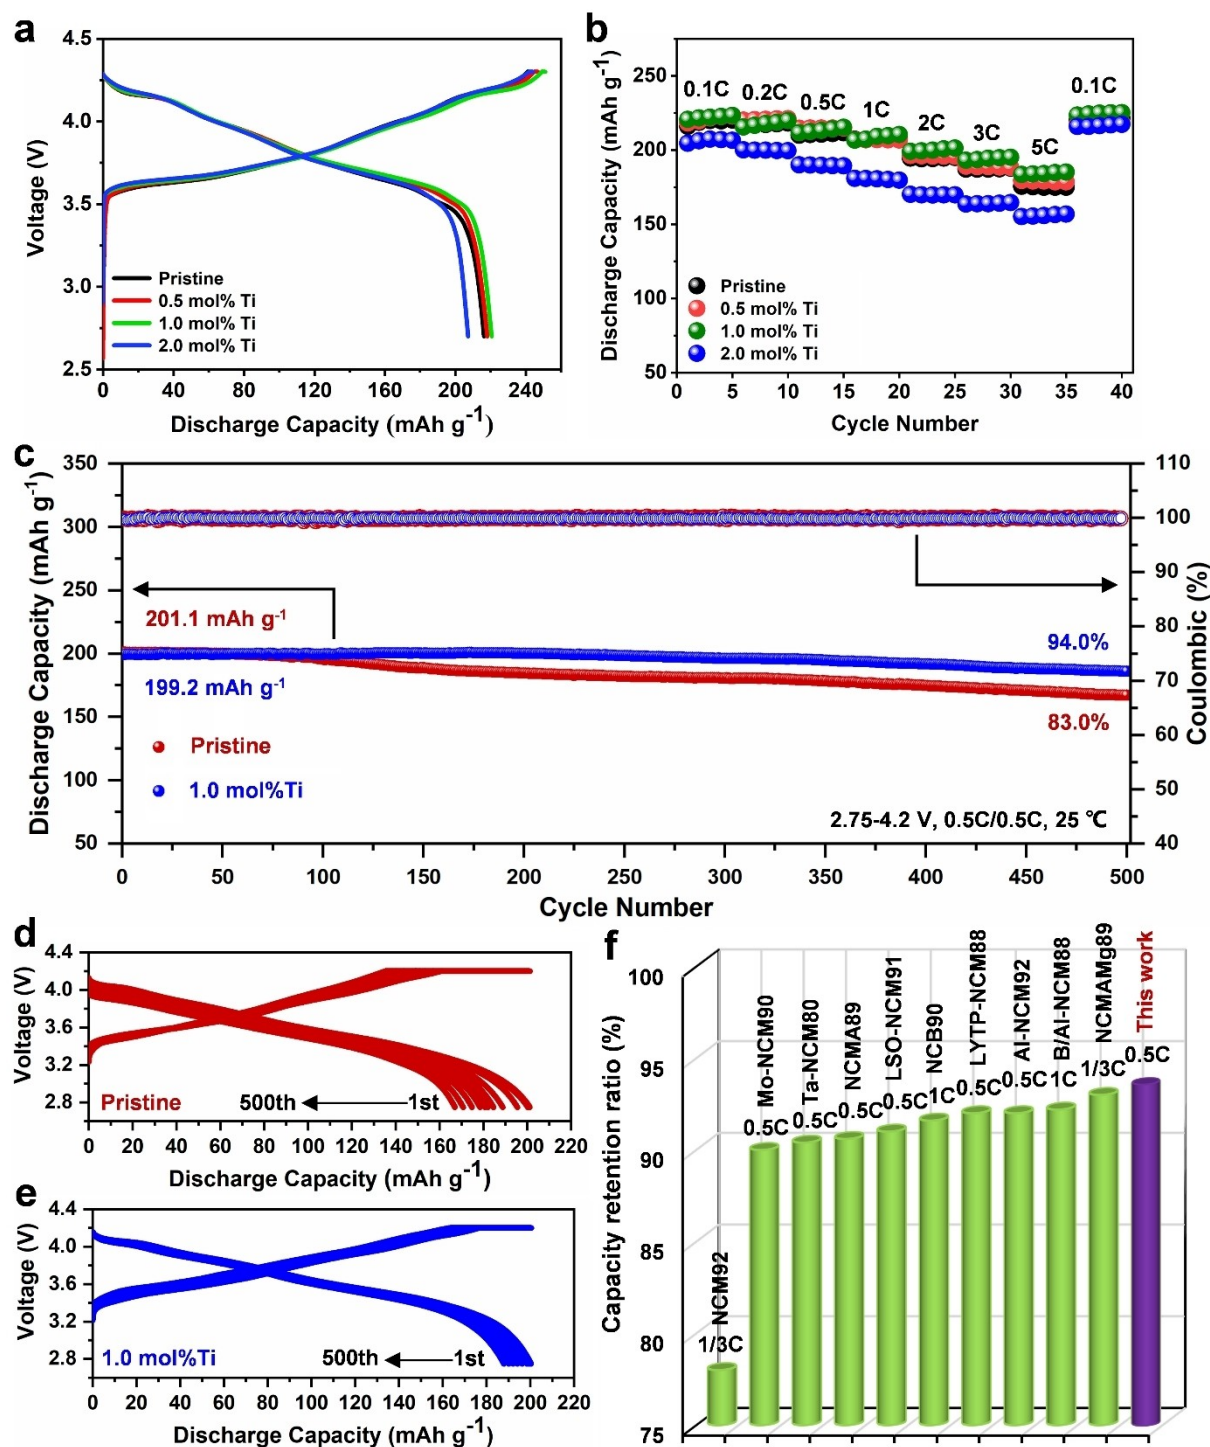 a
4.5
4.0
3.5
3.0
2.5
Voltage (V)
Pristine
0.5 mol% Ti
1.0 mol% Ti
2.0 mol% Ti
0 40 80 120 160 200 240
Discharge Capacity (mAh g⁻¹)
b
250
200
150
100
50
Discharge Capacity (mAh g⁻¹)
0.1C 0.2C 0.5C 1C 2C 3C 5C 0.1C
Pristine
0.5 mol% Ti
1.0 mol% Ti
2.0 mol% Ti
0 5 10 15 20 25 30 35 40
Cycle Number
c
350
300
250
200
150
100
50
Discharge Capacity (mAh g⁻¹)
110
100
90
80
70
60
50
40
Coulombic (%)
201.1 mAh g⁻¹
199.2 mAh g⁻¹
94.0%
83.0%
Pristine
1.0 mol%Ti
2.75-4.2 V, 0.5C/0.5C, 25 ℃
0 50 100 150 200 250 300 350 400 450 500
Cycle Number
d
4.4
4.0
3.6
3.2
2.8
Voltage (V)
Pristine
500th 1st
0 20 40 60 80 100 120 140 160 180 200 220
Discharge Capacity (mAh g⁻¹)
e
4.4
4.0
3.6
3.2
2.8
Voltage (V)
1.0 mol%Ti
500th 1st
0 20 40 60 80 100 120 140 160 180 200 220
Discharge Capacity (mAh g⁻¹)
f
100
95
90
85
80
75
Capacity retention ratio (%)
NCM92
1/3C
Mo-NCM90
0.5C
Ta-NCM80
0.5C
NCMA89
0.5C
LSO-NCM91
0.5C
NCB90
1C
LYTP-NCM88
0.5C
Al-NCM92
0.5C
B/Al-NCM88
1C
NCMAMg89
1/3C
This work
0.5C